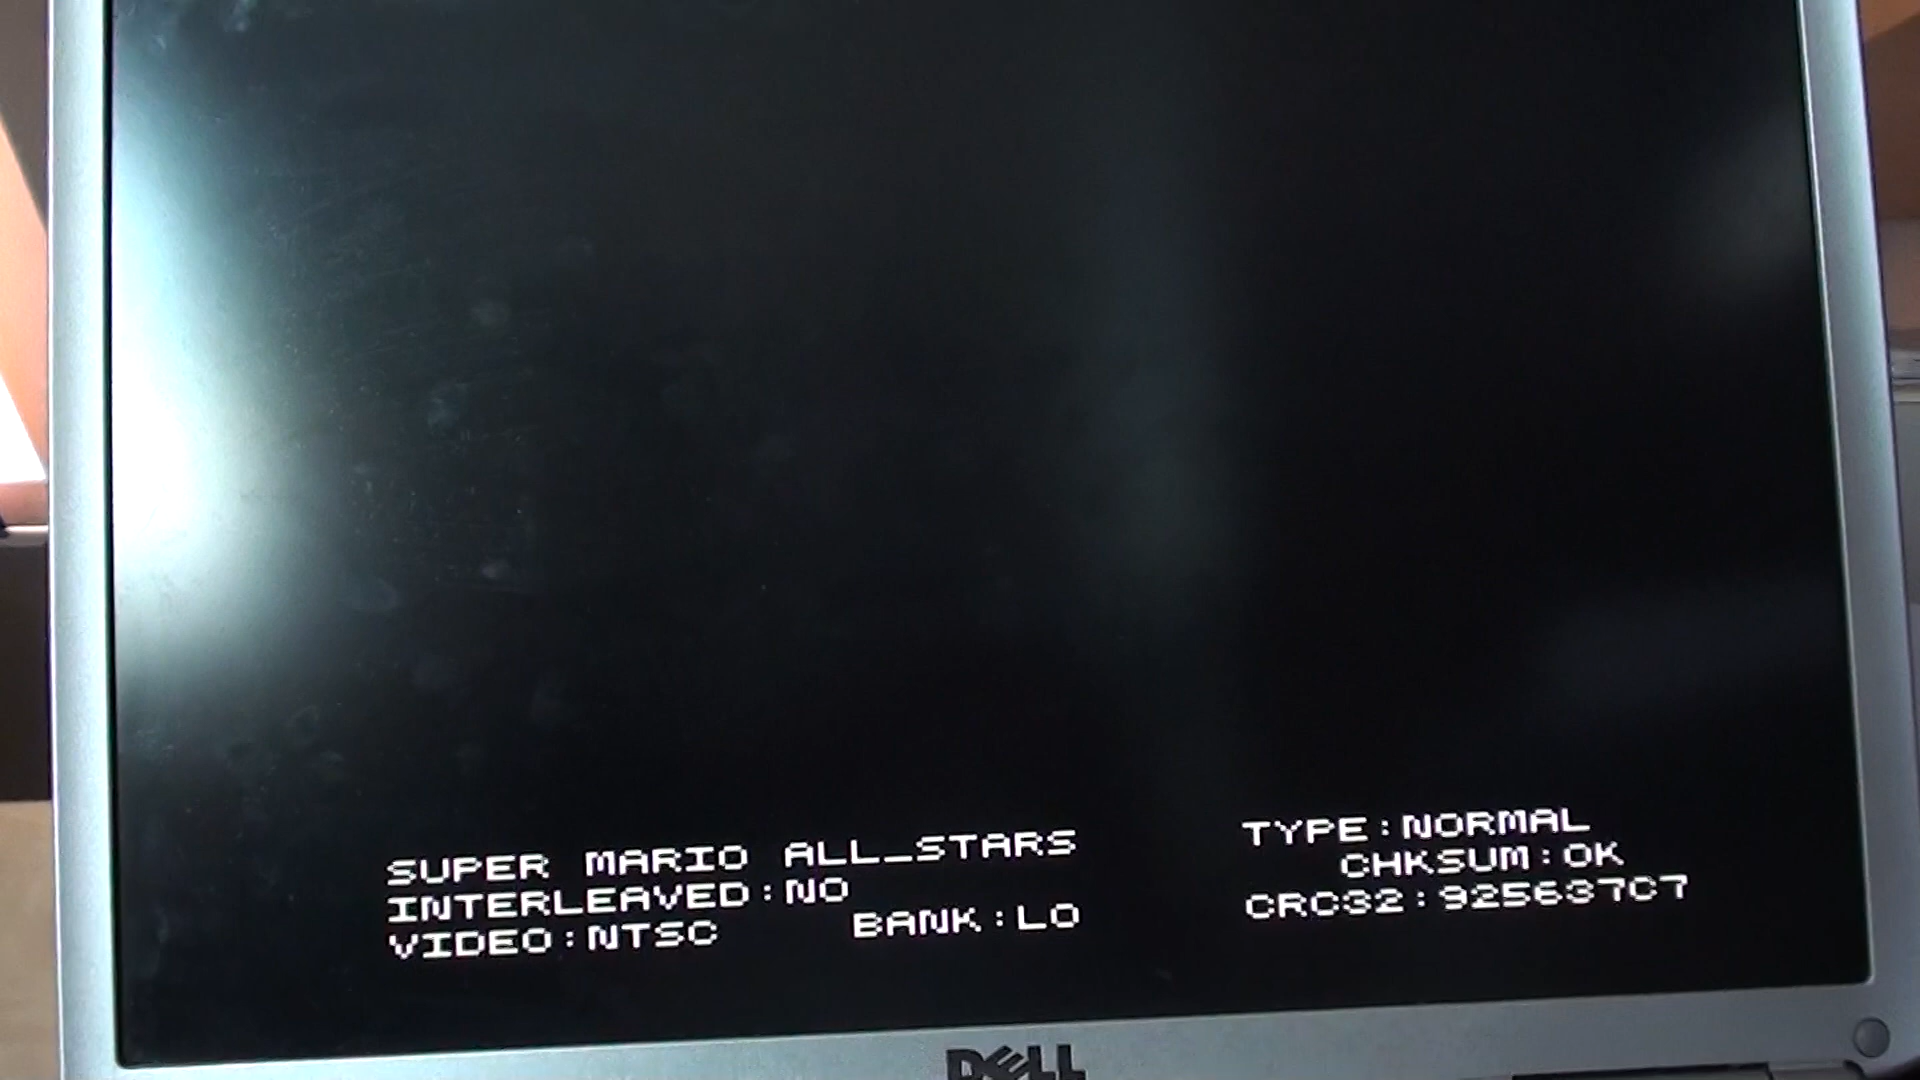 SUPER MARIO ALL_STARS TYPE:NORMAL
INTERLEAVED:NO CHKSUM:OK
VIDEO:NTSC BANK:LO CRC32:925637C7
DELL